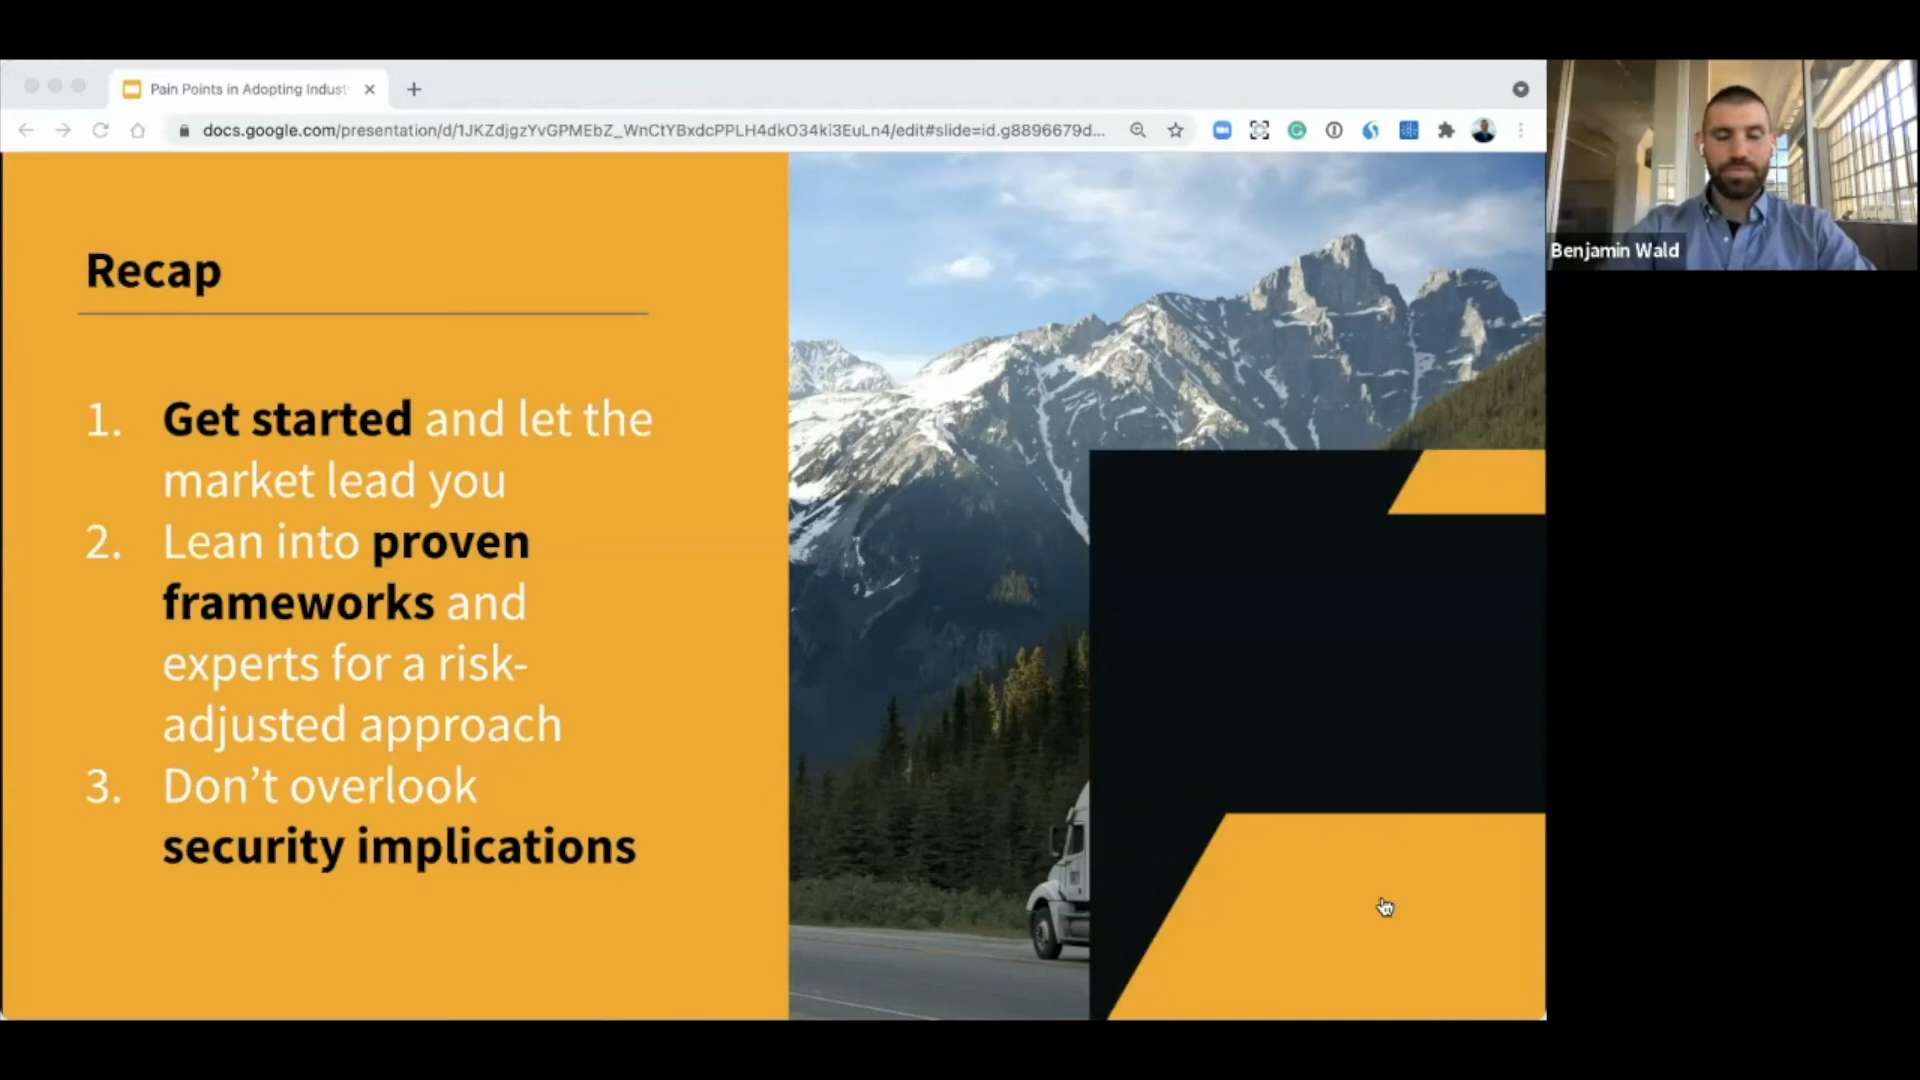 Pain Points in Adopting Indust
docs.google.com/presentation/d/1JKZdjgzYvGPMEbZ_WnCtYBxdcPPLH4dkO34ki3EuLn4/edit#slide=id.g8896679d...
Benjamin Wald
Recap
1. Get started and let the
market lead you
2. Lean into proven
frameworks and
experts for a risk-
adjusted approach
3. Don't overlook
security implications